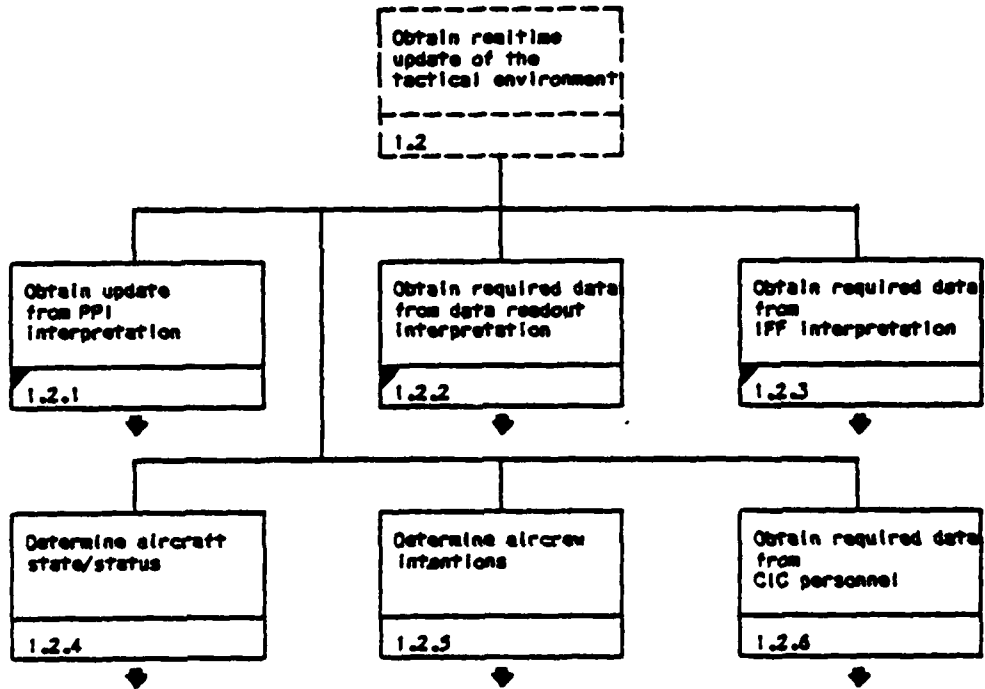 Obtain realtime
update of the
tactical environment
1.2
Obtain update
from PPI
interpretation
1.2.1
Obtain required data
from data readout
interpretation
1.2.2
Obtain required data
from
IFF interpretation
1.2.3
Determine aircraft
state/status
1.2.4
Determine aircrew
intentions
1.2.5
Obtain required data
from
CIC personnel
1.2.6